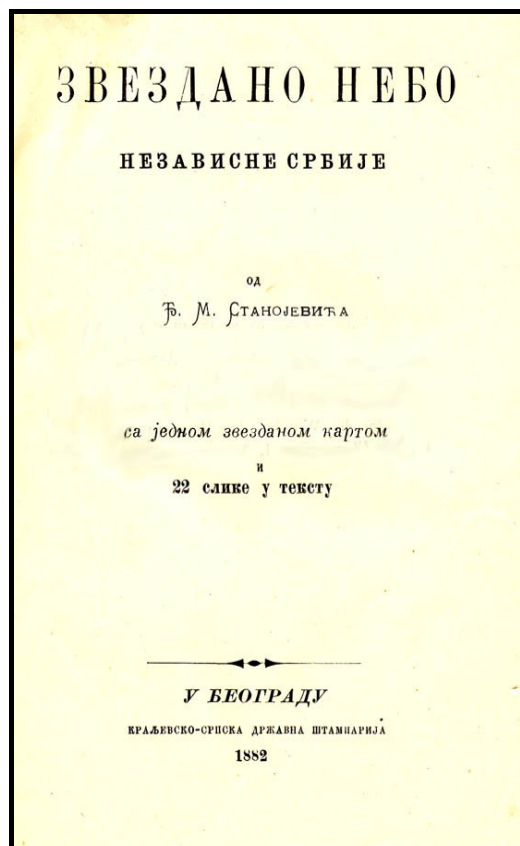 ЗВЕЗДАНО НЕБО
НЕЗАВИСНЕ СРБИЈЕ
од
Ђ. М. Станојевића
са једном звезданом картом
и
22 слике у тексту
У БЕОГРАДУ
КРАЉЕВСКО-СРПСКА ДРЖАВНА ШТАМПАРИЈА
1882